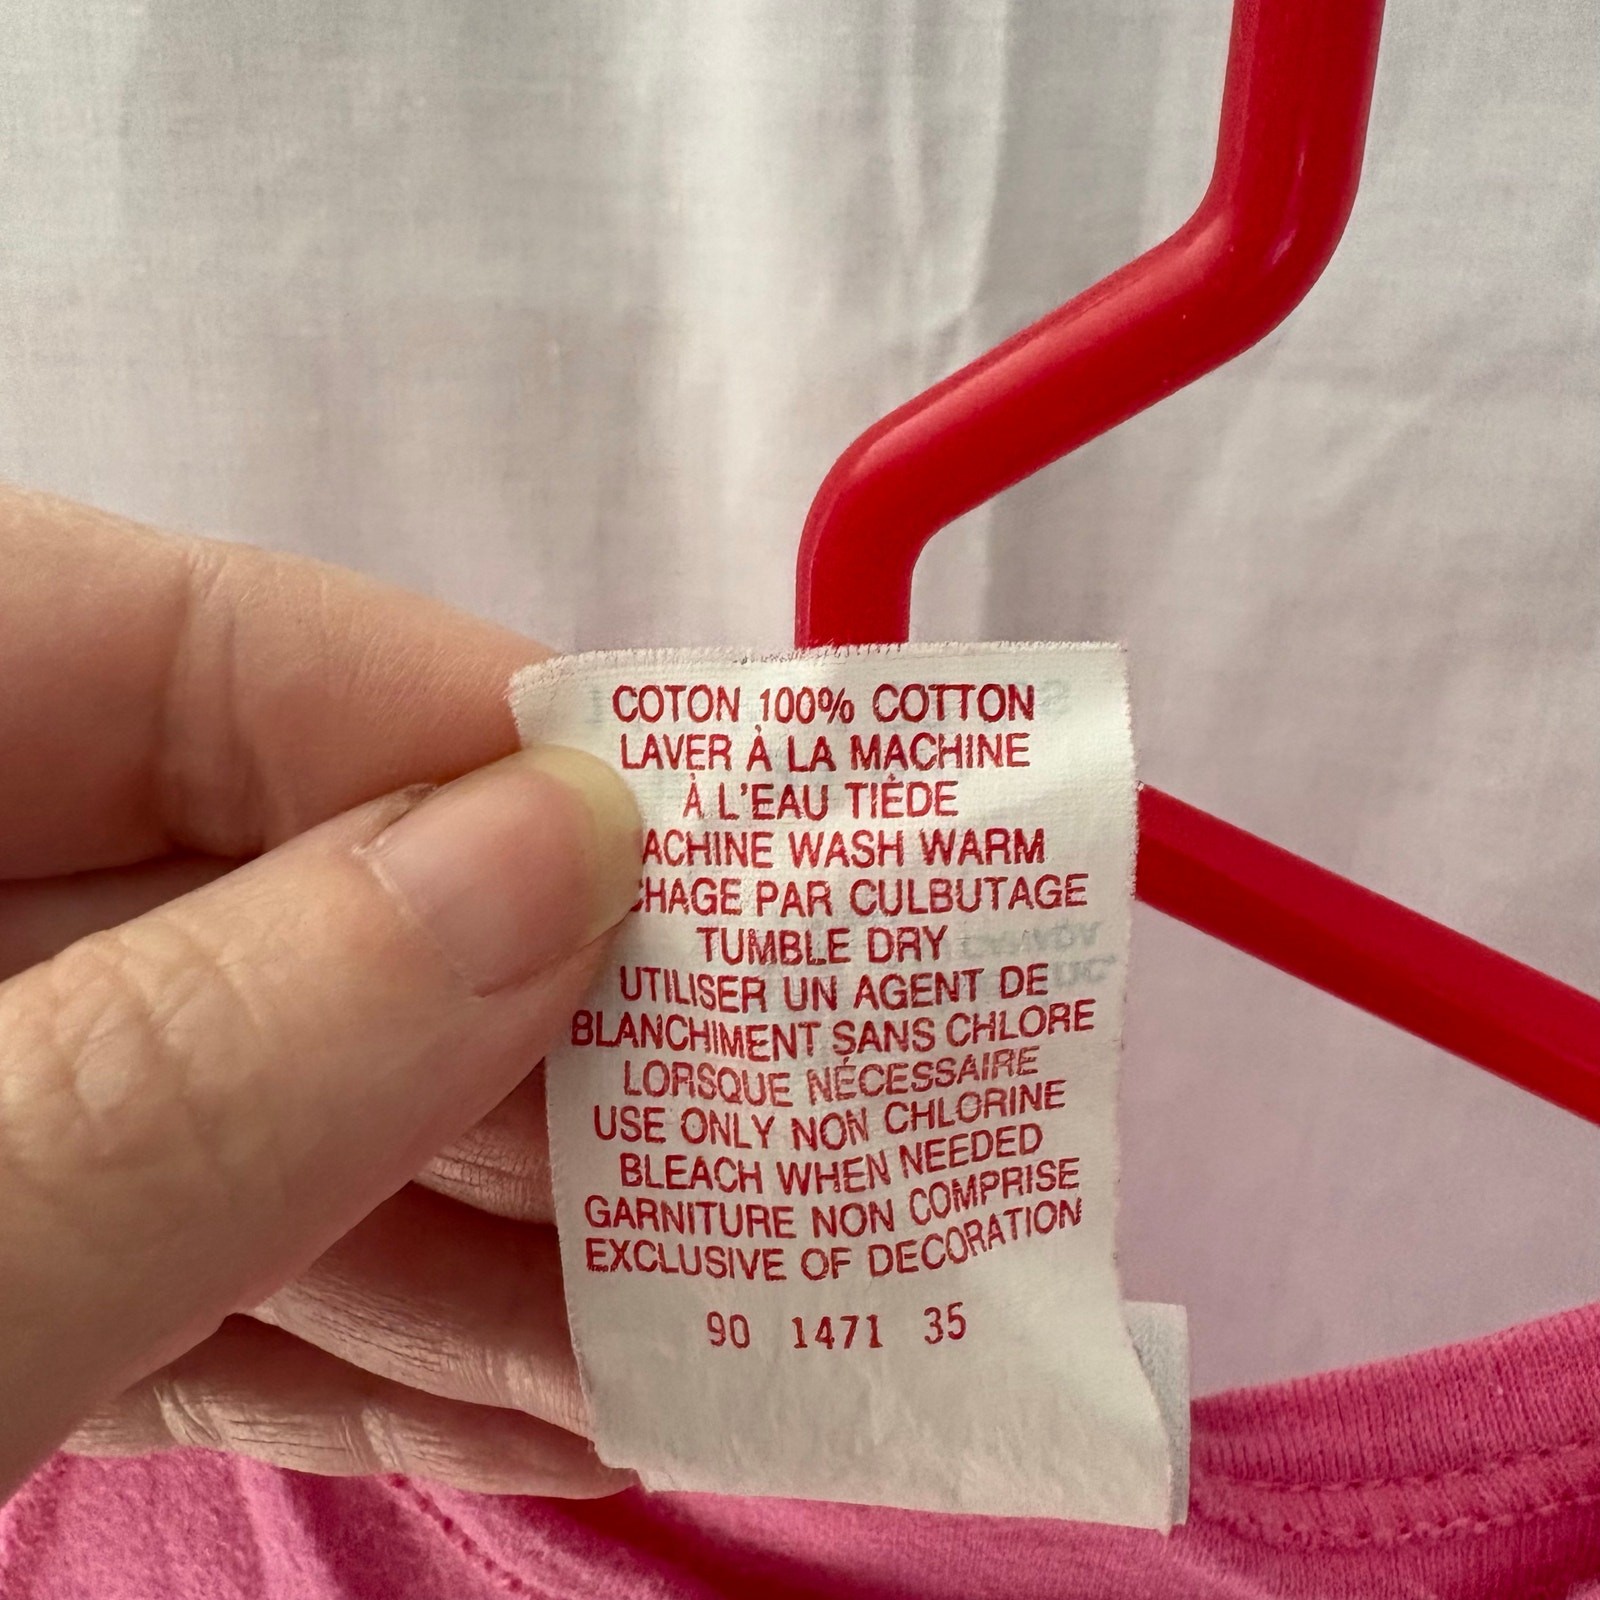 COTON 100% COTTON
LAVER À LA MACHINE
À L'EAU TIÈDE
ACHINE WASH WARM
CHAGE PAR CULBUTAGE
TUMBLE DRY
UTILISER UN AGENT DE
BLANCHIMENT SANS CHLORE
LORSQUE NÉCESSAIRE
USE ONLY NON CHLORINE
BLEACH WHEN NEEDED
GARNITURE NON COMPRISE
EXCLUSIVE OF DECORATION
90 1471 35